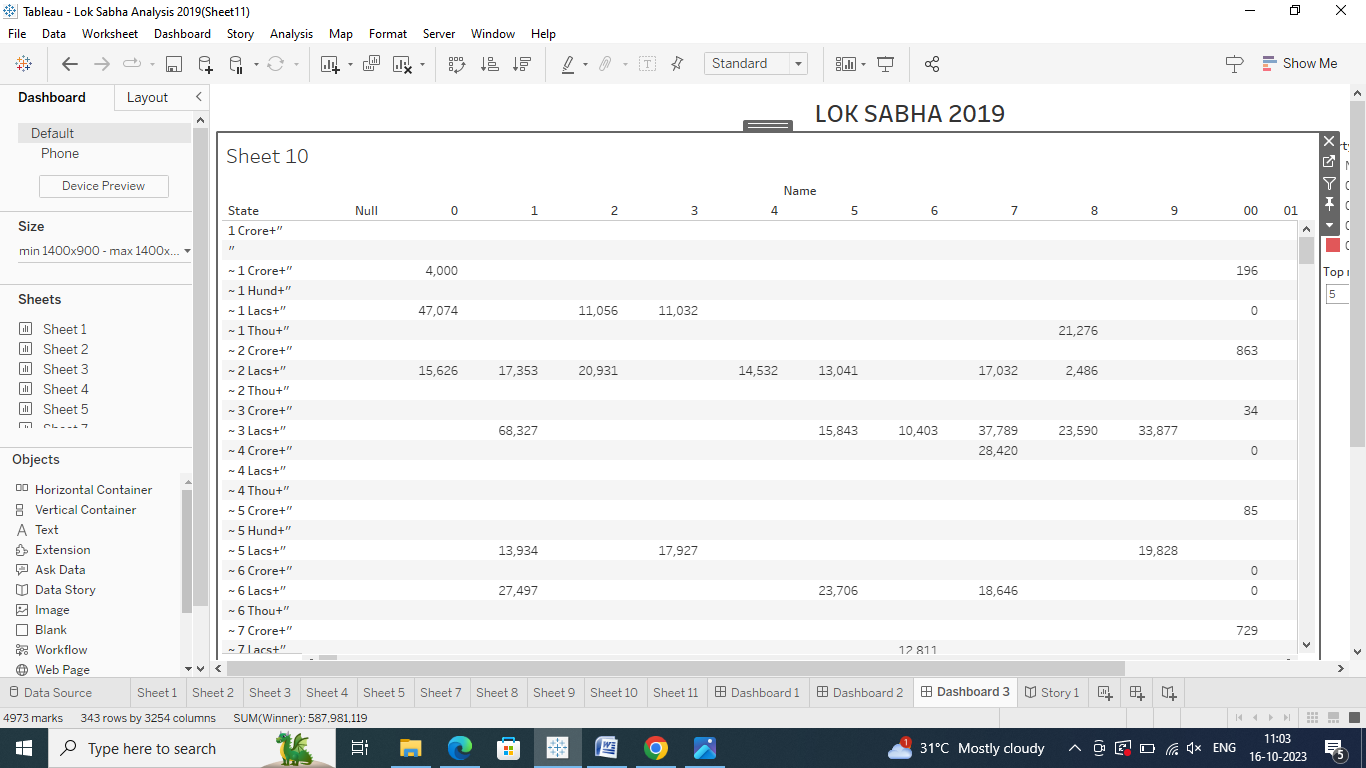 Tableau - Lok Sabha Analysis 2019(Sheet11)
File Data Worksheet Dashboard Story Analysis Map Format Server Window Help
Standard Show Me
Dashboard Layout
Default
Phone
Device Preview
Size
min 1400x900 - max 1400x...
Sheets
Sheet 1
Sheet 2
Sheet 3
Sheet 4
Sheet 5
Objects
Horizontal Container
Vertical Container
Text
Extension
Ask Data
Data Story
Image
Blank
Workflow
Web Page
LOK SABHA 2019
Sheet 10
Name
State Null 0 1 2 3 4 5 6 7 8 9 00 01
1 Crore+"
"
~ 1 Crore+" 4,000 196
~ 1 Hund+"
~ 1 Lacs+" 47,074 11,056 11,032 0
~ 1 Thou+" 21,276
~ 2 Crore+" 863
~ 2 Lacs+" 15,626 17,353 20,931 14,532 13,041 17,032 2,486
~ 2 Thou+"
~ 3 Crore+" 34
~ 3 Lacs+" 68,327 15,843 10,403 37,789 23,590 33,877
~ 4 Crore+" 28,420 0
~ 4 Lacs+"
~ 4 Thou+"
~ 5 Crore+" 85
~ 5 Hund+"
~ 5 Lacs+" 13,934 17,927 19,828
~ 6 Crore+" 0
~ 6 Lacs+" 27,497 23,706 18,646 0
~ 6 Thou+"
~ 7 Crore+" 729
~ 7 Lacs+" 12,811
Top
5
Data Source Sheet 1 Sheet 2 Sheet 3 Sheet 4 Sheet 5 Sheet 7 Sheet 8 Sheet 9 Sheet 10 Sheet 11 Dashboard 1 Dashboard 2 Dashboard 3 Story 1
4973 marks 343 rows by 3254 columns SUM(Winner): 587,981,119
Type here to search
1 31°C Mostly cloudy ENG 11:03
16-10-2023 5